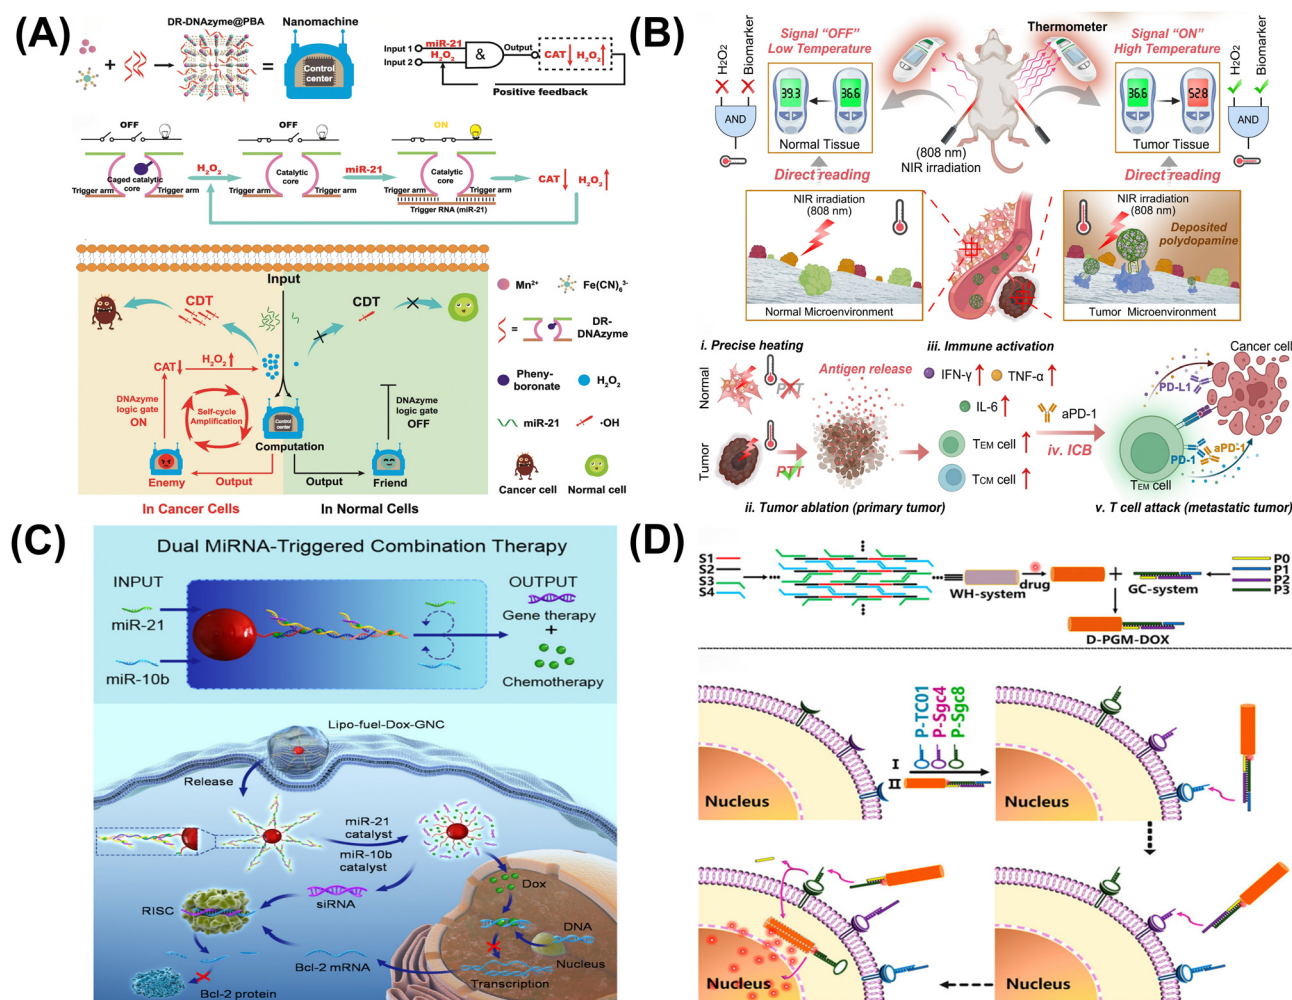 (A)
DR-DNAzyme@PBA
Nanomachine
Control
center
Input 1
miR-21
Input 2
H₂O₂
&
Output
CAT↓ H₂O₂↑
Positive feedback
OFF
OFF
ON
Caged catalytic
core
Trigger arm
Trigger arm
H₂O₂
Catalytic
core
Trigger arm
Trigger arm
miR-21
Catalytic
core
Trigger arm
Trigger arm
Trigger RNA (miR-21)
CAT↓ H₂O₂↑
Input
CDT
CDT
CAT↓
H₂O₂↑
DNAzyme
logic gate
ON
Self-cycle
Amplification
Control
center
Computation
DNAzyme
logic gate
OFF
Enemy
Output
Output
Friend
In Cancer Cells
In Normal Cells
Mn²⁺
Fe(CN)₆³⁻
=
DR-
DNAzyme
Pheny-
boronate
H₂O₂
miR-21
·OH
Cancer cell
Normal cell
(B)
H₂O₂
Biomarker
AND
Signal "OFF"
Low Temperature
39.3
36.6
Normal Tissue
Thermometer
(808 nm)
NIR irradiation
Signal "ON"
High Temperature
36.6
52.8
Tumor Tissue
H₂O₂
Biomarker
AND
Direct reading
Direct reading
NIR irradiation
(808 nm)
Normal Microenvironment
NIR irradiation
(808 nm)
Deposited
polydopamine
Tumor Microenvironment
i. Precise heating
Normal
PTT
Tumor
PTT
Antigen release
ii. Tumor ablation (primary tumor)
iii. Immune activation
IFN-γ↑
TNF-α↑
IL-6↑
TEM cell↑
TCM cell↑
aPD-1
iv. ICB
Cancer cell
PD-L1
PD-1
aPD-1
TEM cell
v. T cell attack (metastatic tumor)
(C)
Dual MiRNA-Triggered Combination Therapy
INPUT
miR-21
miR-10b
OUTPUT
Gene therapy
+
Chemotherapy
Lipo-fuel-Dox-GNC
Release
miR-21
catalyst
miR-10b
catalyst
siRNA
RISC
Dox
DNA
Nucleus
Transcription
Bcl-2 mRNA
Bcl-2 protein
(D)
S1
S2
S3
S4
WH-system
drug
+
GC-system
P0
P1
P2
P3
D-PGM-DOX
P-TC01
P-Sgc4
P-Sgc8
I
II
Nucleus
Nucleus
Nucleus
Nucleus